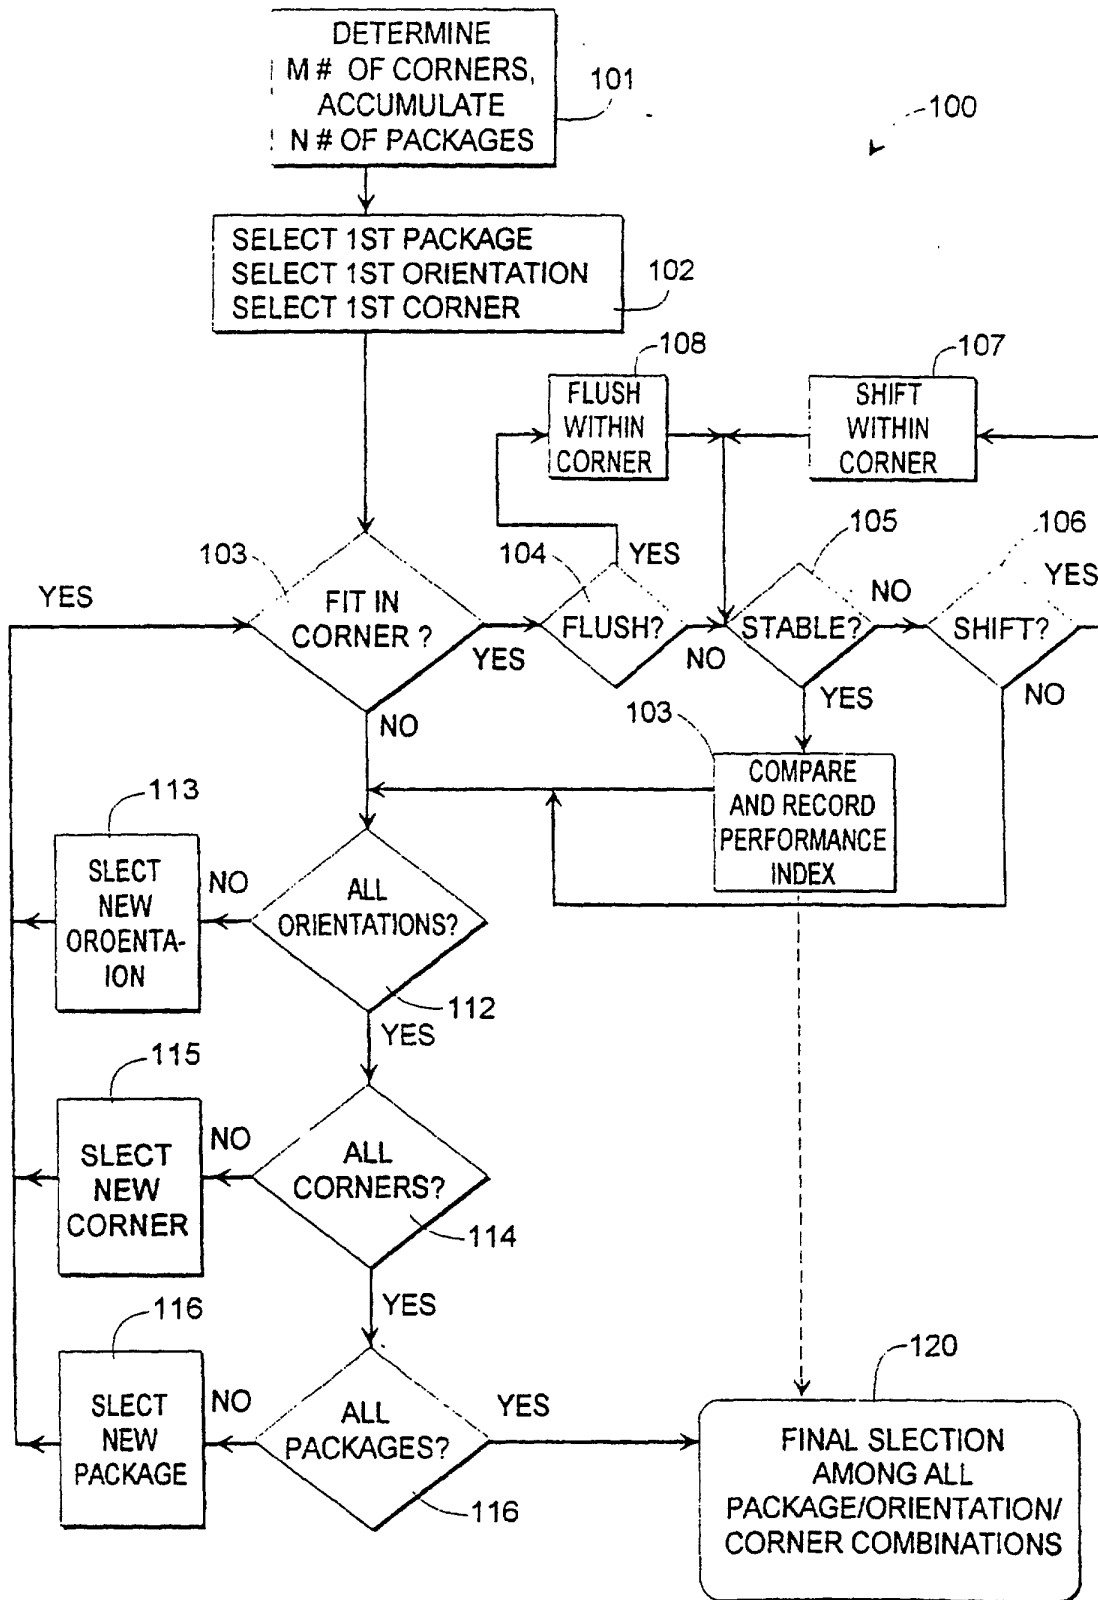 DETERMINE
M # OF CORNERS,
ACCUMULATE
N # OF PACKAGES
101
100
SELECT 1ST PACKAGE
SELECT 1ST ORIENTATION
SELECT 1ST CORNER
102
108
FLUSH
WITHIN
CORNER
107
SHIFT
WITHIN
CORNER
103
YES
FIT IN
CORNER ?
YES
NO
104
FLUSH?
YES
NO
105
STABLE?
NO
YES
106
SHIFT?
YES
NO
103
COMPARE
AND RECORD
PERFORMANCE
INDEX
113
SLECT
NEW
OROENTA-
ION
NO
ALL
ORIENTATIONS?
112
YES
115
SLECT
NEW
CORNER
NO
ALL
CORNERS?
114
YES
116
SLECT
NEW
PACKAGE
NO
ALL
PACKAGES?
116
YES
120
FINAL SLECTION
AMONG ALL
PACKAGE/ORIENTATION/
CORNER COMBINATIONS